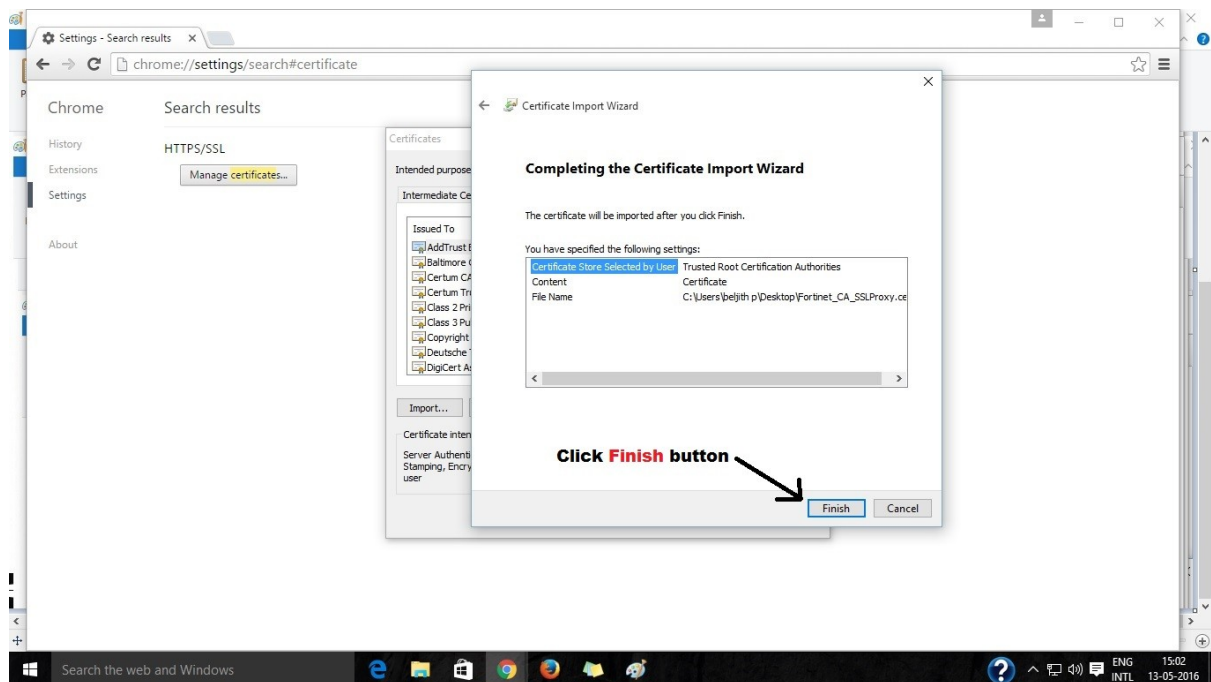 Settings - Search results
chrome://settings/search#certificate
Chrome
Search results
History
Extensions
Settings
About
HTTPS/SSL
Manage certificates...
Certificates
Intended purpose
Intermediate Ce
Issued To
AddTrust E
Baltimore
Certum CA
Certum Tr
Class 2 Pri
Class 3 Pu
Copyright
Deutsche
DigiCert As
Import...
Certificate inten
Server Authenti
Stamping, Encry
user
Certificate Import Wizard
Completing the Certificate Import Wizard
The certificate will be imported after you click Finish.
You have specified the following settings:
Certificate Store Selected by User Trusted Root Certification Authorities
Content Certificate
File Name C:\Users\beljith p\Desktop\Fortinet_CA_SSLProxy.ce
Click Finish button
Finish Cancel
Search the web and Windows
ENG 15:02
INTL 13-05-2016